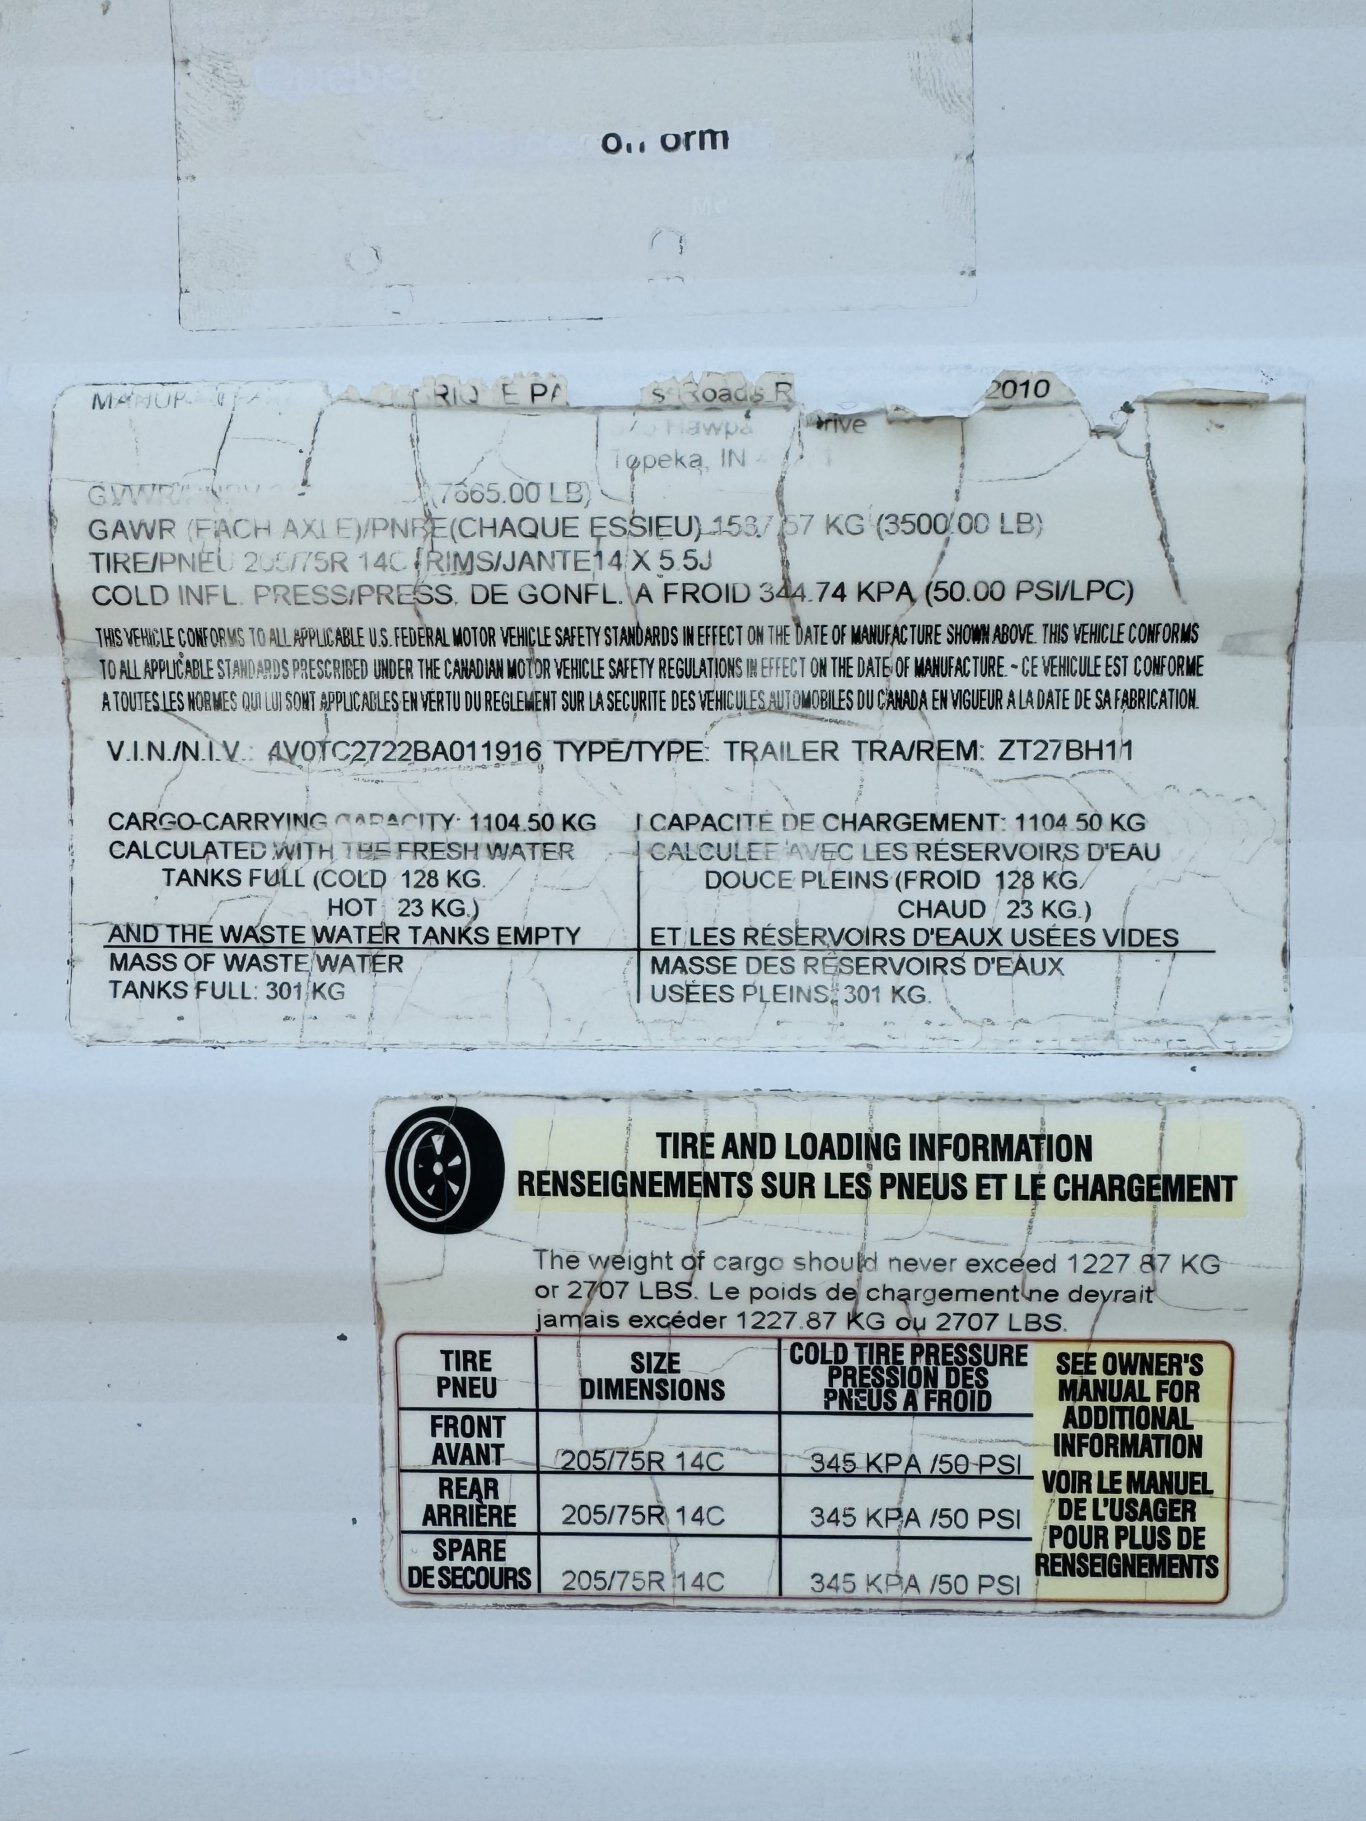 Quebec
orm
RIQ E PA s Roads R 2010
rive
Topeka, IN
(7665.00 LB)
GAWR (EACH AXLE)/PNBE(CHAQUE ESSIEU) KG (3500.00 LB)
TIRE/PNEU 205/75R 14C RIMS/JANTE14 X 5.5J
COLD INFL. PRESS/PRESS. DE GONFL. A FROID 344.74 KPA (50.00 PSI/LPC)
THIS VEHICLE CONFORMS TO ALL APPLICABLE U.S. FEDERAL MOTOR VEHICLE SAFETY STANDARDS IN EFFECT ON THE DATE OF MANUFACTURE SHOWN ABOVE. THIS VEHICLE CONFORMS
TO ALL APPLICABLE STANDARDS PRESCRIBED UNDER THE CANADIAN MOTOR VEHICLE SAFETY REGULATIONS IN EFFECT ON THE DATE OF MANUFACTURE. - CE VEHICULE EST CONFORME
A TOUTES LES NORMES QUI LUI SONT APPLICABLES EN VERTU DU REGLEMENT SUR LA SECURITE DES VEHICULES AUTOMOBILES DU CANADA EN VIGUEUR A LA DATE DE SA FABRICATION.
V.I.N./N.I.V.: 4V0TC2722BA011916 TYPE/TYPE: TRAILER TRA/REM: ZT27BH11
CARGO-CARRYING CAPACITY: 1104.50 KG
CALCULATED WITH THE FRESH WATER
TANKS FULL (COLD 128 KG.
HOT 23 KG.)
AND THE WASTE WATER TANKS EMPTY
MASS OF WASTE WATER
TANKS FULL: 301 KG
CAPACITÉ DE CHARGEMENT: 1104.50 KG
CALCULEE AVEC LES RÉSERVOIRS D'EAU
DOUCE PLEINS (FROID 128 KG.
CHAUD 23 KG.)
ET LES RÉSERVOIRS D'EAUX USÉES VIDES
MASSE DES RÉSERVOIRS D'EAUX
USÉES PLEINS: 301 KG.
TIRE AND LOADING INFORMATION
RENSEIGNEMENTS SUR LES PNEUS ET LE CHARGEMENT
The weight of cargo should never exceed 1227.87 KG
or 2707 LBS. Le poids de chargement ne devrait
jamais excéder 1227.87 KG ou 2707 LBS.
TIRE
PNEU
SIZE
DIMENSIONS
COLD TIRE PRESSURE
PRESSION DES
PNEUS A FROID
FRONT
AVANT
205/75R 14C
345 KPA /50 PSI
REAR
ARRIÈRE
205/75R 14C
345 KPA /50 PSI
SPARE
DE SECOURS
205/75R 14C
345 KPA /50 PSI
SEE OWNER'S
MANUAL FOR
ADDITIONAL
INFORMATION
VOIR LE MANUEL
DE L'USAGER
POUR PLUS DE
RENSEIGNEMENTS